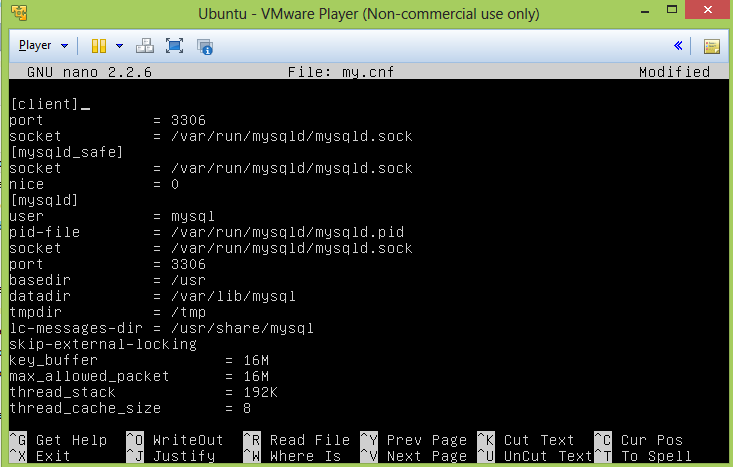 Ubuntu - VMware Player (Non-commercial use only)
Player
GNU nano 2.2.6 File: my.cnf Modified
[client]_
port = 3306
socket = /var/run/mysqld/mysqld.sock
[mysqld_safe]
socket = /var/run/mysqld/mysqld.sock
nice = 0
[mysqld]
user = mysql
pid-file = /var/run/mysqld/mysqld.pid
socket = /var/run/mysqld/mysqld.sock
port = 3306
basedir = /usr
datadir = /var/lib/mysql
tmpdir = /tmp
lc-messages-dir = /usr/share/mysql
skip-external-locking
key_buffer = 16M
max_allowed_packet = 16M
thread_stack = 192K
thread_cache_size = 8
^G Get Help ^O WriteOut ^R Read File ^Y Prev Page ^K Cut Text ^C Cur Pos
^X Exit ^J Justify ^W Where Is ^V Next Page ^U UnCut Text ^T To Spell